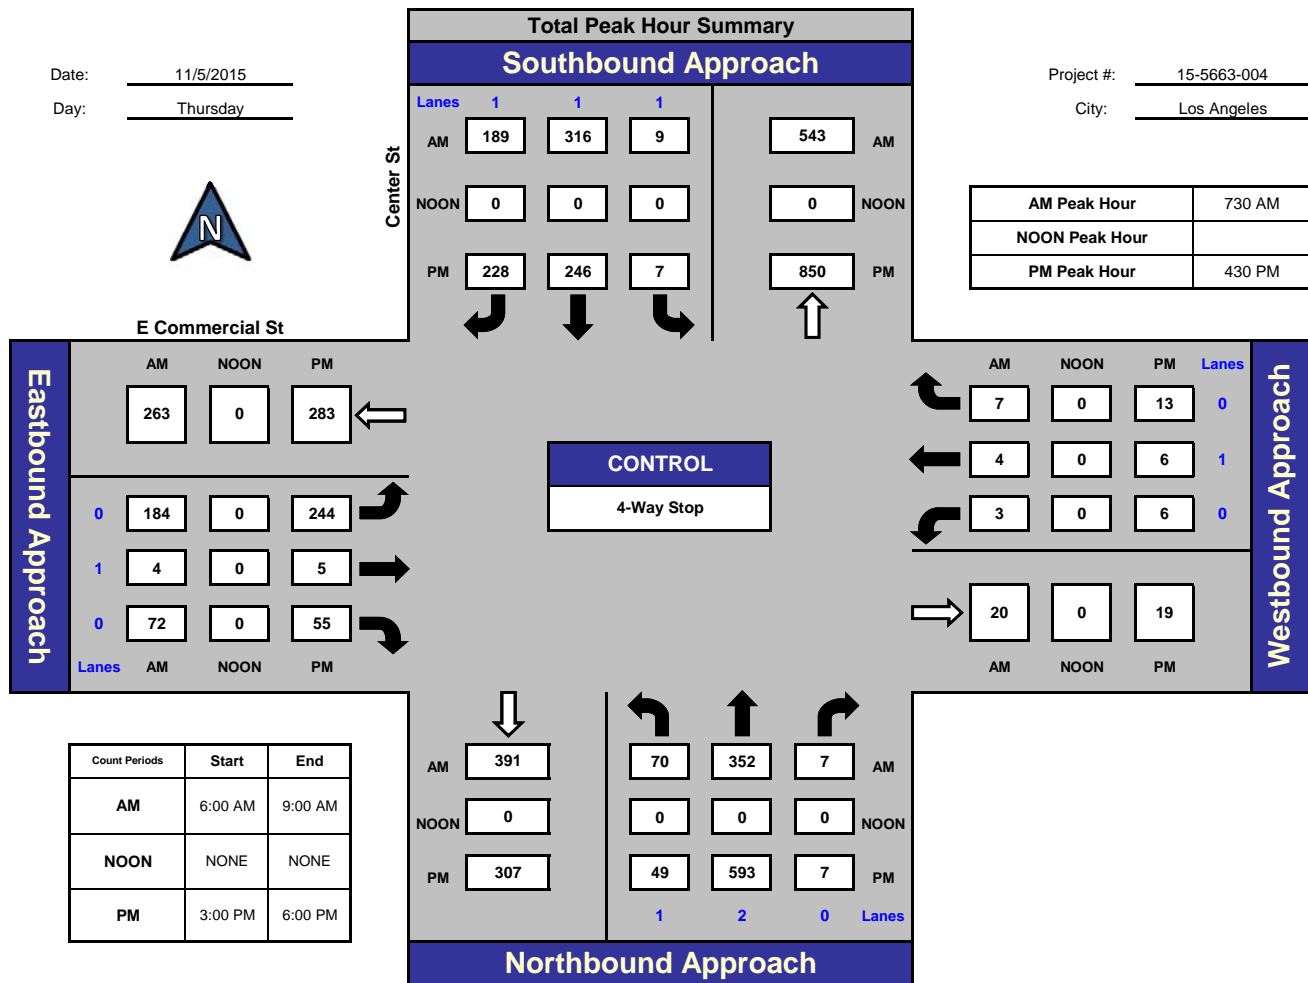 Total Peak Hour Summary
Southbound Approach
Date: 11/5/2015
Day: Thursday
Project #: 15-5663-004
City: Los Angeles
N
Center St
Lanes 1 1 1
AM 189 316 9 543 AM
NOON 0 0 0 0 NOON
PM 228 246 7 850 PM
AM Peak Hour 730 AM
NOON Peak Hour
PM Peak Hour 430 PM
E Commercial St
Eastbound Approach
AM NOON PM
263 0 283
0 184 0 244
1 4 0 5
0 72 0 55
Lanes AM NOON PM
CONTROL
4-Way Stop
AM NOON PM Lanes
7 0 13 0
4 0 6 1
3 0 6 0
20 0 19
AM NOON PM
Westbound Approach
Count Periods Start End
AM 6:00 AM 9:00 AM
NOON NONE NONE
PM 3:00 PM 6:00 PM
AM 391 70 352 7 AM
NOON 0 0 0 0 NOON
PM 307 49 593 7 PM
1 2 0 Lanes
Northbound Approach